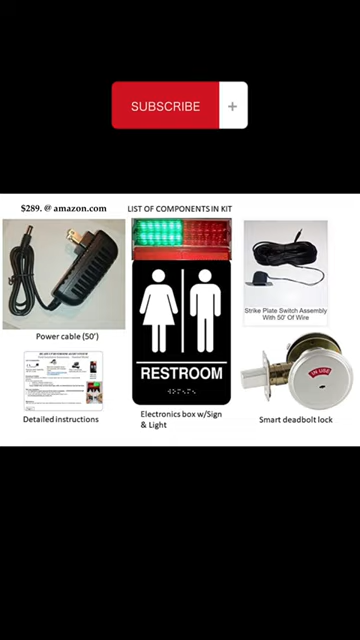 SUBSCRIBE +
$289. @ amazon.com
LIST OF COMPONENTS IN KIT
Strike Plate Switch Assembly
With 50' Of Wire
Power cable (50')
RESTROOM
IN USE
Detailed instructions
Electronics box w/Sign
& Light
Smart deadbolt lock